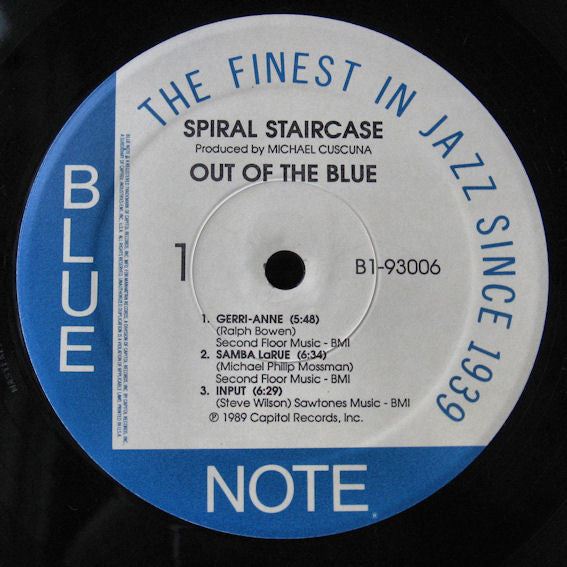 THE FINEST IN JAZZ SINCE 1939
SPIRAL STAIRCASE
Produced by MICHAEL CUSCUNA
OUT OF THE BLUE
BLUE
1
B1-93006
1. GERRI-ANNE (5:48)
(Ralph Bowen)
Second Floor Music - BMI
2. SAMBA LaRUE (6:34)
(Michael Philip Mossman)
Second Floor Music - BMI
3. INPUT (6:29)
(Steve Wilson) Sawtones Music - BMI
℗ 1989 Capitol Records, Inc.
NOTE